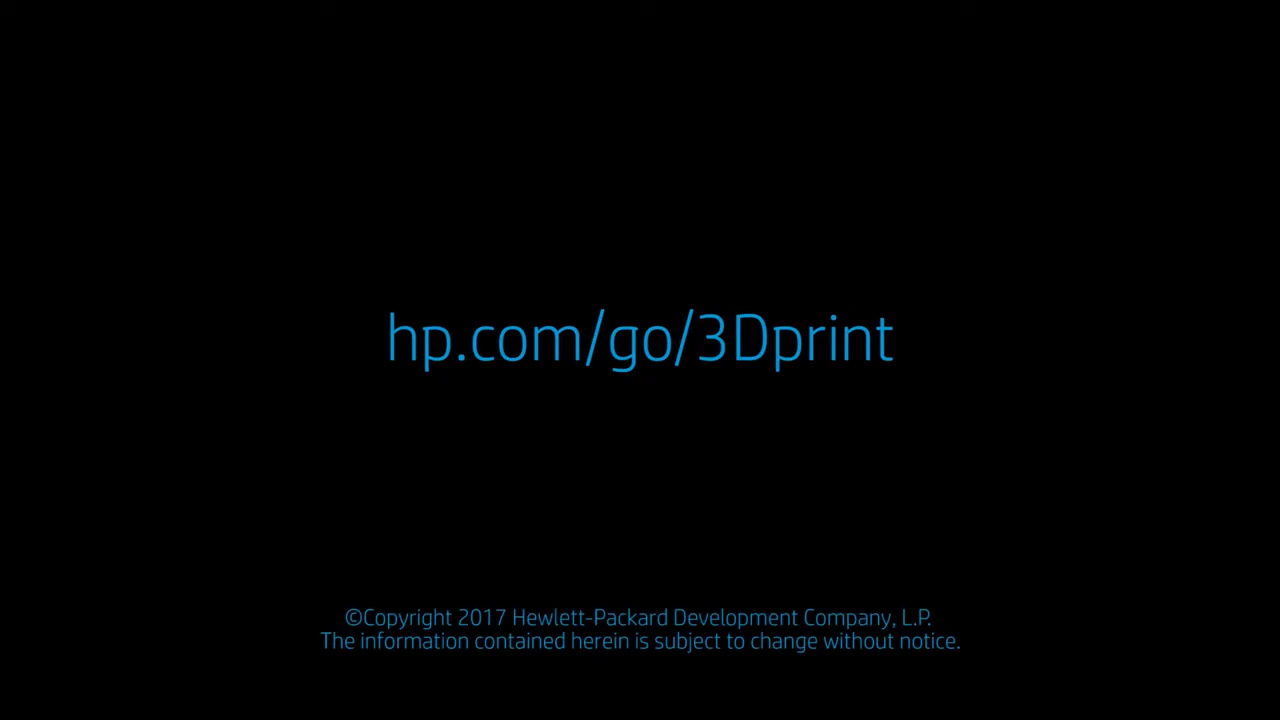 hp.com/go/3Dprint
©Copyright 2017 Hewlett-Packard Development Company, L.P.
The information contained herein is subject to change without notice.